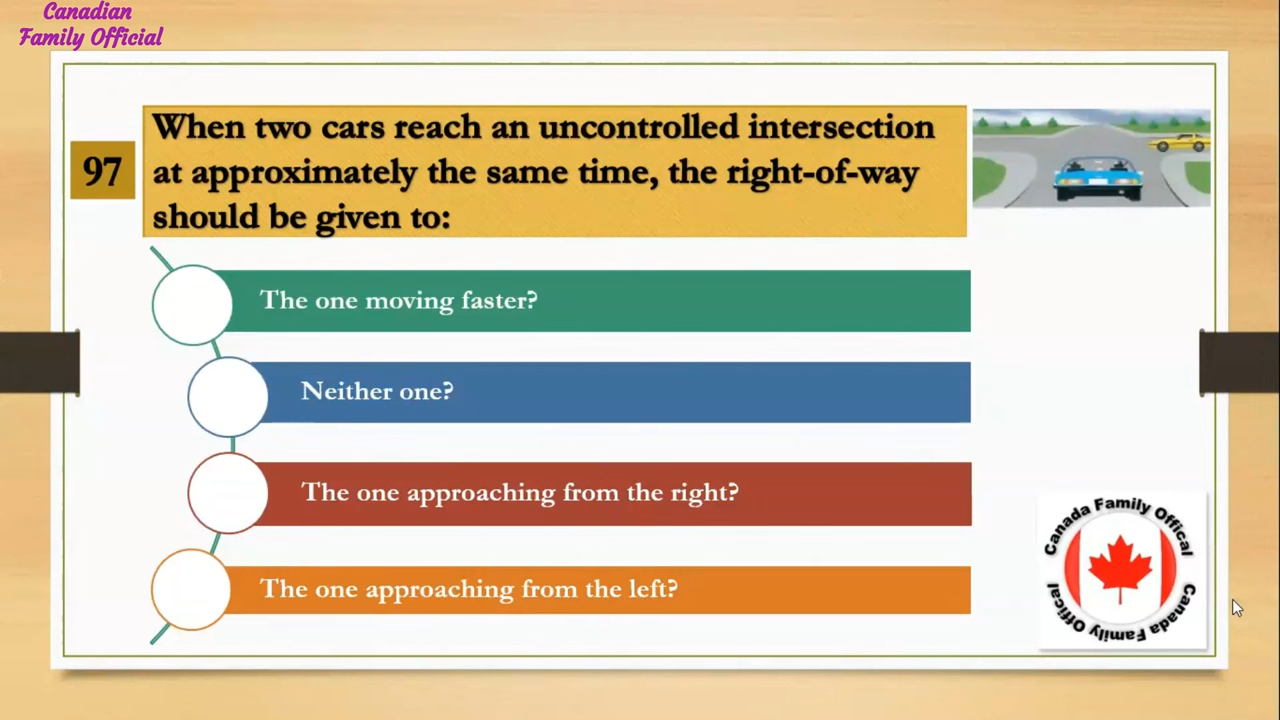 Canadian
Family Official
97
When two cars reach an uncontrolled intersection
at approximately the same time, the right-of-way
should be given to:
The one moving faster?
Neither one?
The one approaching from the right?
The one approaching from the left?
Canada Family Offical
Canada Family Offical